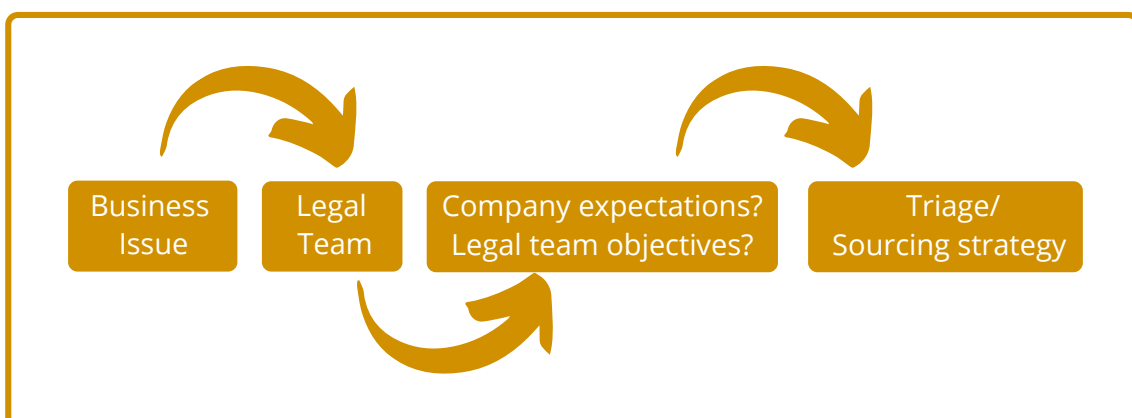 Business
Issue
Legal
Team
Company expectations?
Legal team objectives?
Triage/
Sourcing strategy